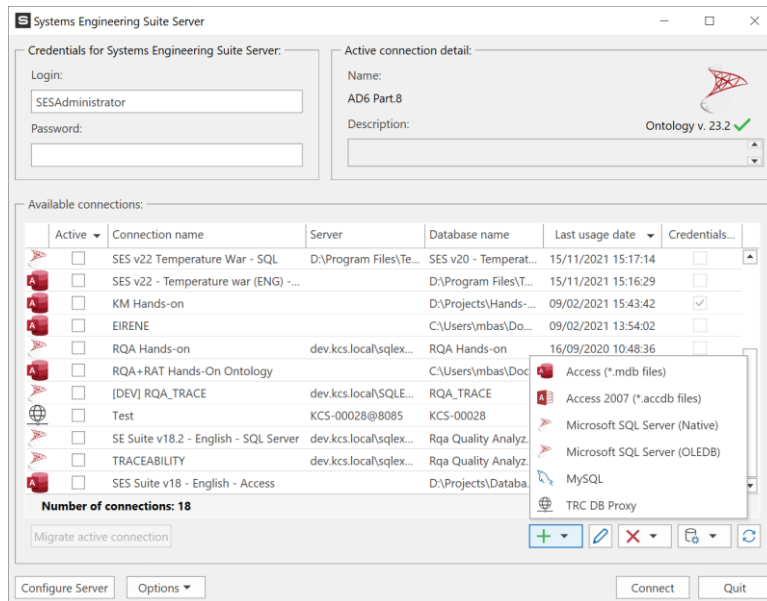 Systems Engineering Suite Server
Credentials for Systems Engineering Suite Server:
Login:
SESAdministrator
Password:
Active connection detail:
Name:
AD6 Part.8
Description:
Ontology v. 23.2
Available connections:
Active Connection name Server Database name Last usage date Credentials...
SES v22 Temperature War - SQL D:\Program Files\Te... SES v20 - Temperat... 15/11/2021 15:17:14
SES v22 - Temperature war (ENG) -... D:\Program Files\T... 15/11/2021 15:16:29
KM Hands-on D:\Projects\Hands-... 09/02/2021 15:43:42
EIRENE C:\Users\mbas\Do... 09/02/2021 13:54:02
RQA Hands-on dev.kcs.local\sqlex... RQA Hands-on 16/09/2020 10:48:36
RQA+RAT Hands-On Ontology C:\Users\mbas\Doc
[DEV] RQA_TRACE dev.kcs.local\SQLE... RQA_TRACE
Test KCS-00028@8085 KCS-00028
SE Suite v18.2 - English - SQL Server dev.kcs.local\sqlex... Rqa Quality Analyz.
TRACEABILITY dev.kcs.local\sqlex... Rqa Quality Analyz.
SES Suite v18 - English - Access D:\Projects\Databa.
Number of connections: 18
Access (*.mdb files)
Access 2007 (*.accdb files)
Microsoft SQL Server (Native)
Microsoft SQL Server (OLEDB)
MySQL
TRC DB Proxy
Migrate active connection
Configure Server Options Connect Quit